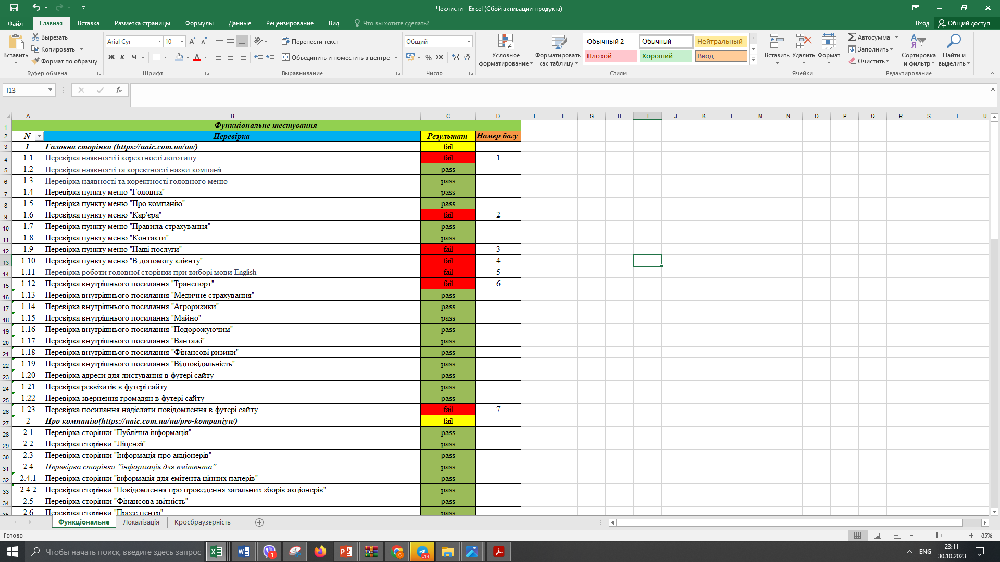 Чеклисти - Excel (Сбой активации продукта)
Файл Главная Вставка Разметка страницы Формулы Данные Рецензирование Вид Что вы хотите сделать? Вход Общий доступ
Вставить
Вырезать
Копировать
Формат по образцу
Буфер обмена
Arial Cyr 10
Ж К Ч
Шрифт
Перенести текст
Объединить и поместить в центре
Выравнивание
Общий
% 000
Число
Условное форматирование
Форматировать как таблицу
Обычный 2 Обычный Нейтральный
Плохой Хороший Ввод
Стили
Вставить Удалить Формат
Ячейки
Автосумма
Заполнить
Очистить
Сортировка и фильтр
Найти и выделить
Редактирование
I13 fx
A B C D E F G H I J K L M N O P Q R S T U
1 Функціональне тестування
2 N Перевірка Результат Номер багу
3 1 Головна сторінка (https://uaic.com.ua/ua/) fail
4 1.1 Перевірка наявності і коректності логотипу fail 1
5 1.2 Перевірка наявності та коректності назви компанії pass
6 1.3 Перевірка наявності та коректності головного меню pass
7 1.4 Перевірка пункту меню "Головна" pass
8 1.5 Перевірка пункту меню "Про компанію" pass
9 1.6 Перевірка пункту меню "Кар'єра" fail 2
10 1.7 Перевірка пункту меню "Правила страхування" pass
11 1.8 Перевірка пункту меню "Контакти" pass
12 1.9 Перевірка пункту меню "Наші послуги" fail 3
13 1.10 Перевірка пункту меню "В допомогу клієнту" fail 4
14 1.11 Перевірка роботи головної сторінки при виборі мови English fail 5
15 1.12 Перевірка внутрішнього посилання "Транспорт" fail 6
16 1.13 Перевірка внутрішнього посилання "Медичне страхування" pass
17 1.14 Перевірка внутрішнього посилання "Агроризики" pass
18 1.15 Перевірка внутрішнього посилання "Майно" pass
19 1.16 Перевірка внутрішнього посилання "Подорожуючим" pass
20 1.17 Перевірка внутрішнього посилання "Вантажі" pass
21 1.18 Перевірка внутрішнього посилання "Фінансові ризики" pass
22 1.19 Перевірка внутрішнього посилання "Відповідальність" pass
23 1.20 Перевірка адреси для листування в футері сайту pass
24 1.21 Перевірка реквізитів в футері сайту pass
25 1.22 Перевірка звернення громадян в футері сайту pass
26 1.23 Перевірка посилання надіслати повідомлення в футері сайту fail 7
27 2 Про компанію(https://uaic.com.ua/ua/pro-kompaniyu/) fail
28 2.1 Перевірка сторінки "Публічна інформація" pass
29 2.2 Перевірка сторінки "Ліцензії" pass
30 2.3 Перевірка сторінки "Інформація про акціонерів" pass
31 2.4 Перевірка сторінки "інформація для емітента" pass
32 2.4.1 Перевірка сторінки "інформація для емітента цінних паперів" pass
33 2.4.2 Перевірка сторінки "Повідомлення про проведення загальних зборів акціонерів" pass
34 2.5 Перевірка сторінки "Фінансова звітність" pass
35 2.6 Перевірка сторінки "Пресс центр" pass
Функціональне Локалізація Кросбраузерність
Готово 85%
Чтобы начать поиск, введите здесь запрос
1
14
ENG
23:11
30.10.2023